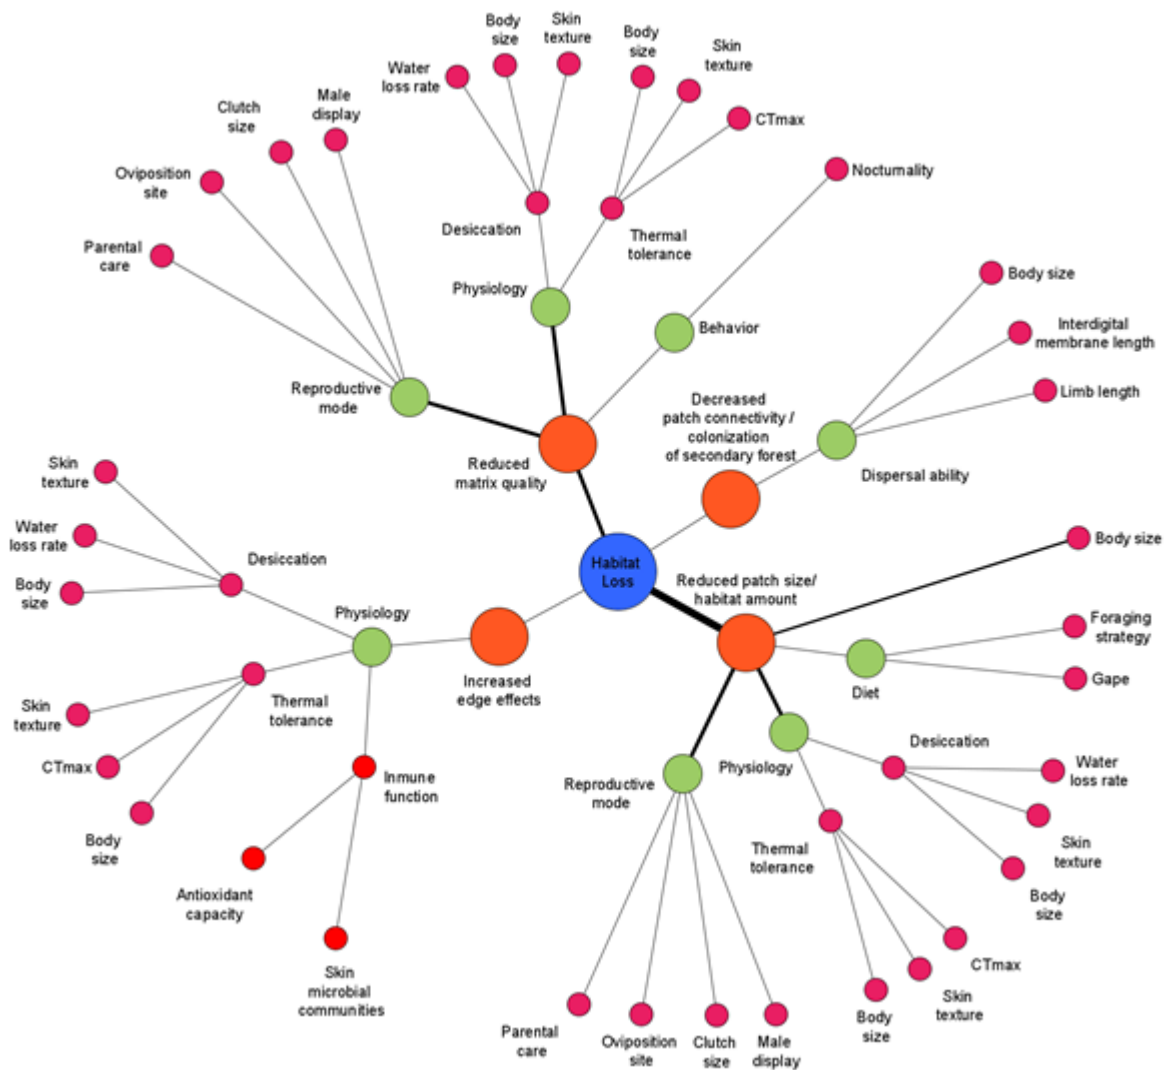 Body
size
Skin
texture
Body
size
Skin
texture
Water
loss rate
CTmax
Clutch
size
Male
display
Oviposition
site
Nocturnality
Parental
care
Desiccation
Thermal
tolerance
Physiology
Behavior
Body size
Interdigital
membrane length
Limb length
Reproductive
mode
Decreased
patch connectivity /
colonization
of secondary forest
Reduced
matrix quality
Dispersal ability
Skin
texture
Water
loss rate
Body
size
Desiccation
Habitat
Loss
Reduced patch size/
habitat amount
Body size
Physiology
Foraging
strategy
Gape
Diet
Increased
edge effects
Thermal
tolerance
Skin
texture
CTmax
Body
size
Inmune
function
Antioxidant
capacity
Skin
microbial
communities
Reproductive
mode
Physiology
Desiccation
Water
loss rate
Skin
texture
Body
size
Thermal
tolerance
CTmax
Skin
texture
Body
size
Parental
care
Oviposition
site
Clutch
size
Male
display